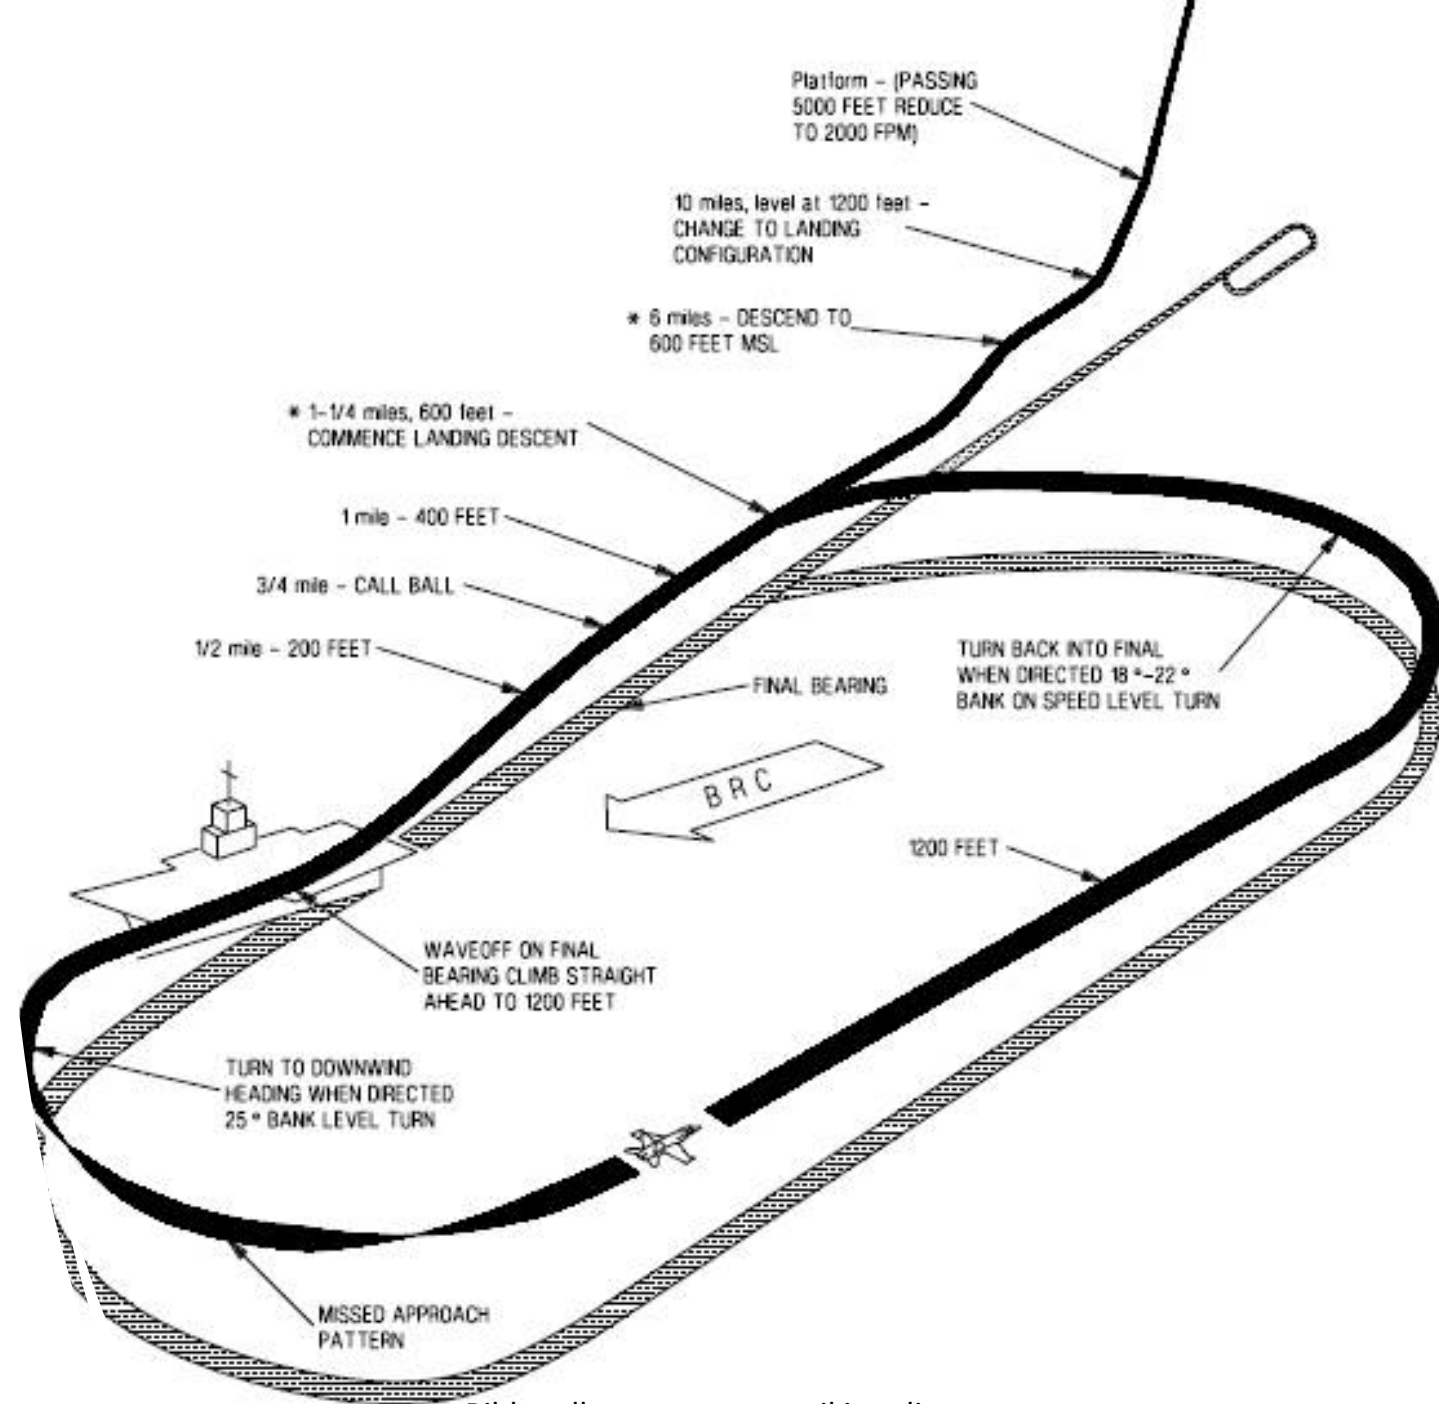 Platform - (PASSING
5000 FEET REDUCE
TO 2000 FPM)
10 miles, level at 1200 feet -
CHANGE TO LANDING
CONFIGURATION
* 6 miles - DESCEND TO
600 FEET MSL
* 1-1/4 miles, 600 feet -
COMMENCE LANDING DESCENT
1 mile - 400 FEET
3/4 mile - CALL BALL
1/2 mile - 200 FEET
FINAL BEARING
TURN BACK INTO FINAL
WHEN DIRECTED 18°-22°
BANK ON SPEED LEVEL TURN
BRC
1200 FEET
WAVEOFF ON FINAL
BEARING CLIMB STRAIGHT
AHEAD TO 1200 FEET
TURN TO DOWNWIND
HEADING WHEN DIRECTED
25° BANK LEVEL TURN
MISSED APPROACH
PATTERN